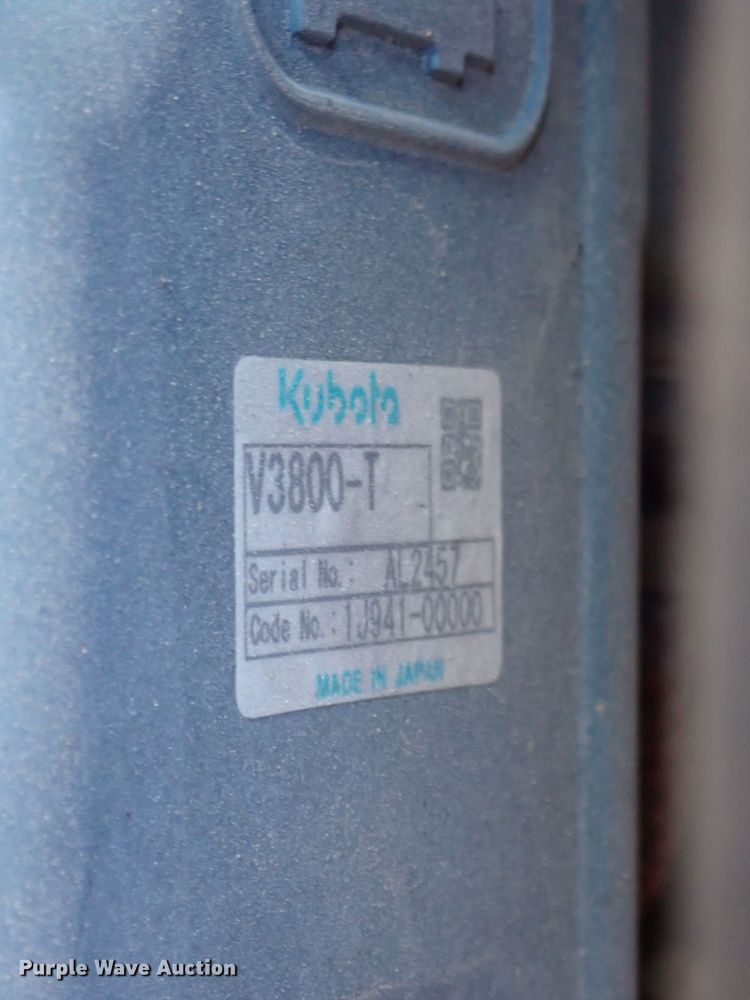 Kubota
V3800-T
Serial No.: AL2457
Code No.: 1J941-00000
MADE IN JAPAN
Purple Wave Auction